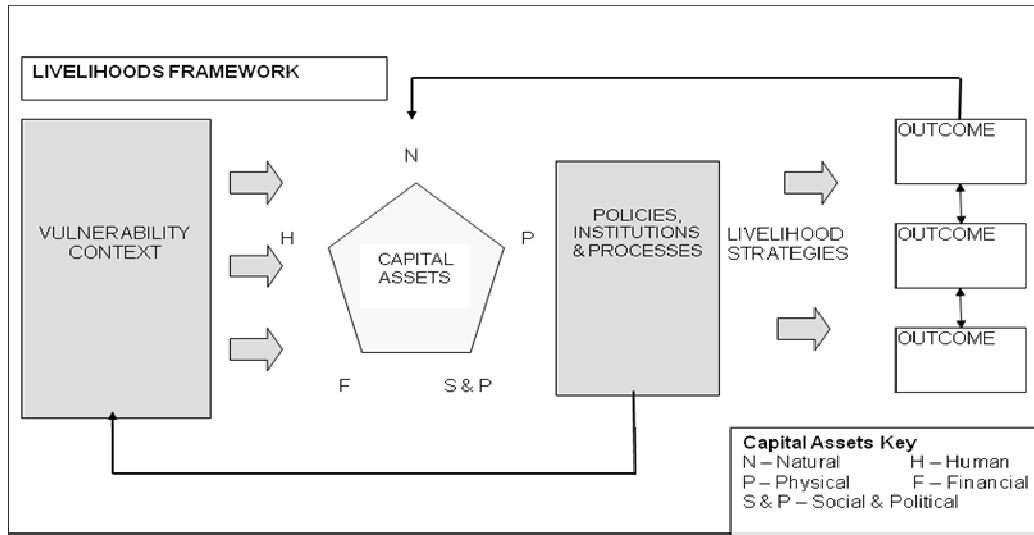 LIVELIHOODS FRAMEWORK
VULNERABILITY
CONTEXT
N
H
P
CAPITAL
ASSETS
F
S & P
POLICIES,
INSTITUTIONS
& PROCESSES
LIVELIHOOD
STRATEGIES
OUTCOME
OUTCOME
OUTCOME
Capital Assets Key
N – Natural H – Human
P – Physical F – Financial
S & P – Social & Political